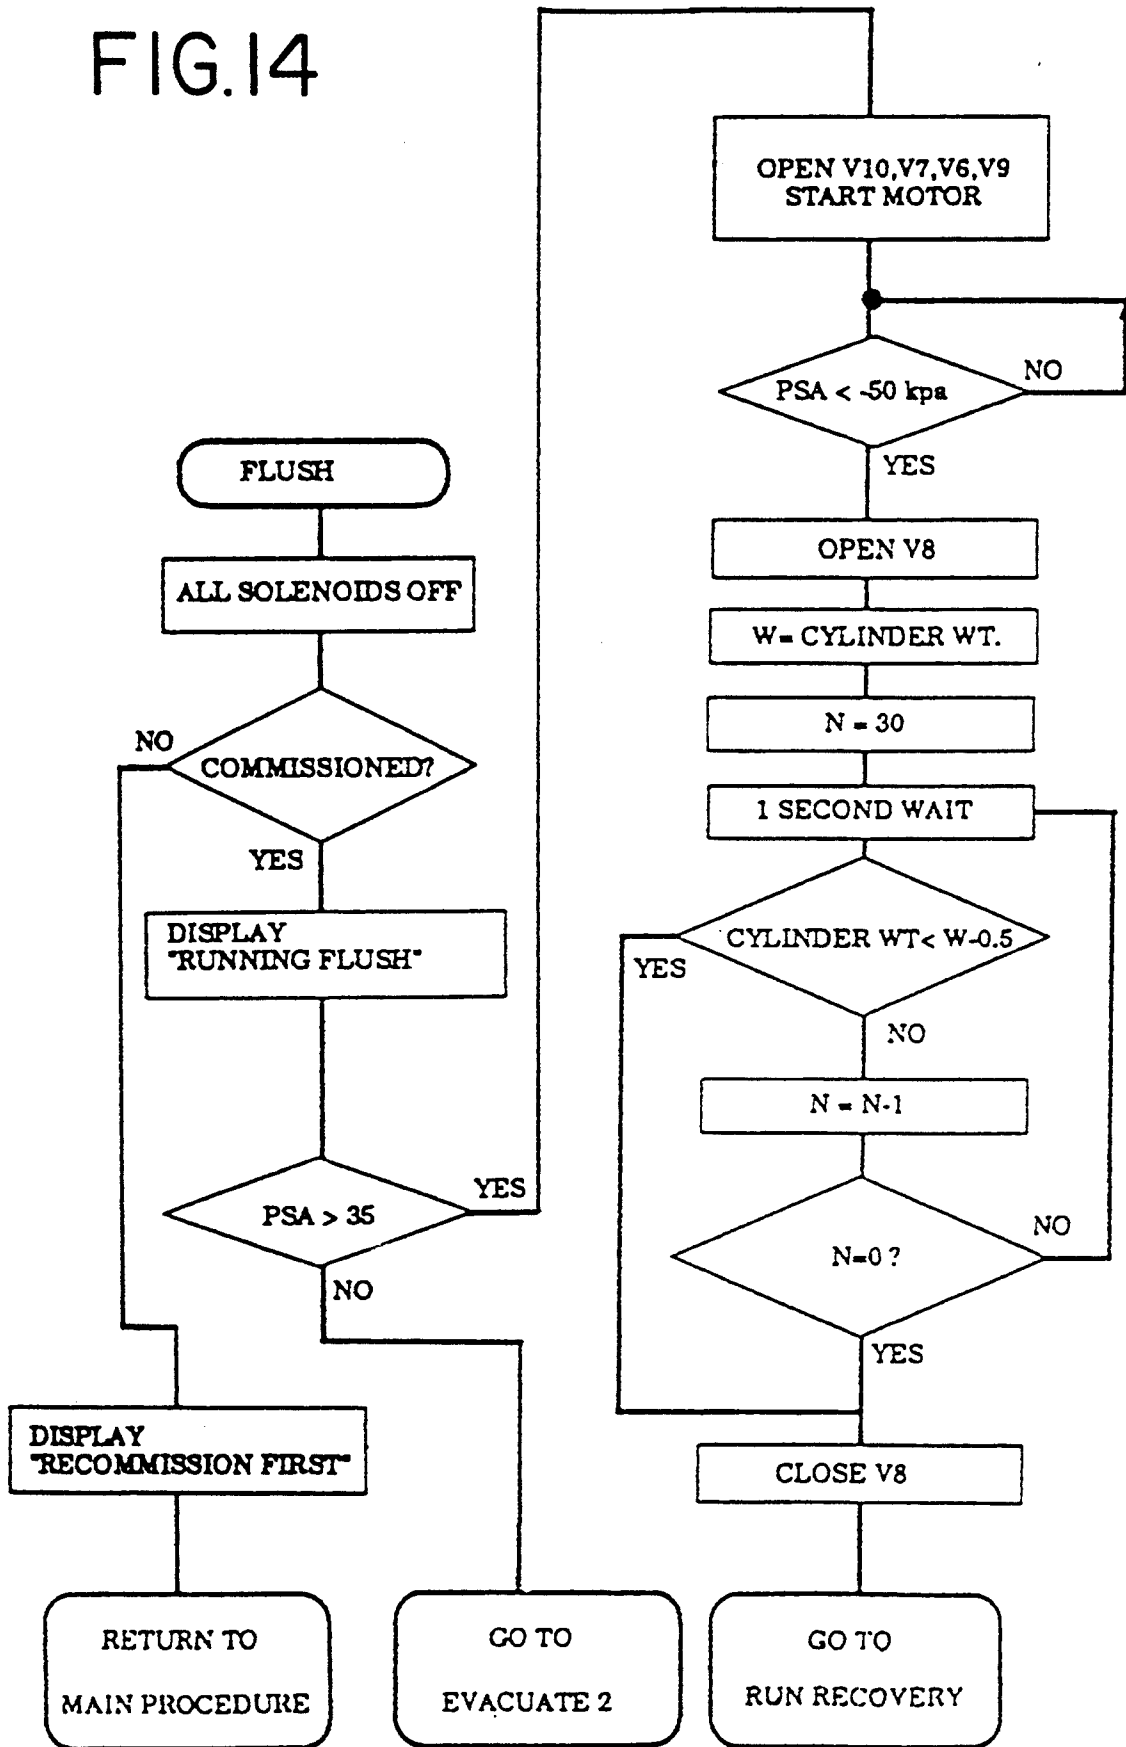 FIG.14
FLUSH
ALL SOLENOIDS OFF
COMMISSIONED?
NO
YES
DISPLAY
"RUNNING FLUSH"
PSA > 35
YES
NO
DISPLAY
"RECOMMISSION FIRST"
RETURN TO
MAIN PROCEDURE
GO TO
EVACUATE 2
OPEN V10,V7,V6,V9
START MOTOR
PSA < -50 kpa
NO
YES
OPEN V8
W= CYLINDER WT.
N = 30
1 SECOND WAIT
CYLINDER WT< W-0.5
YES
NO
N = N-1
N=0 ?
NO
YES
CLOSE V8
GO TO
RUN RECOVERY